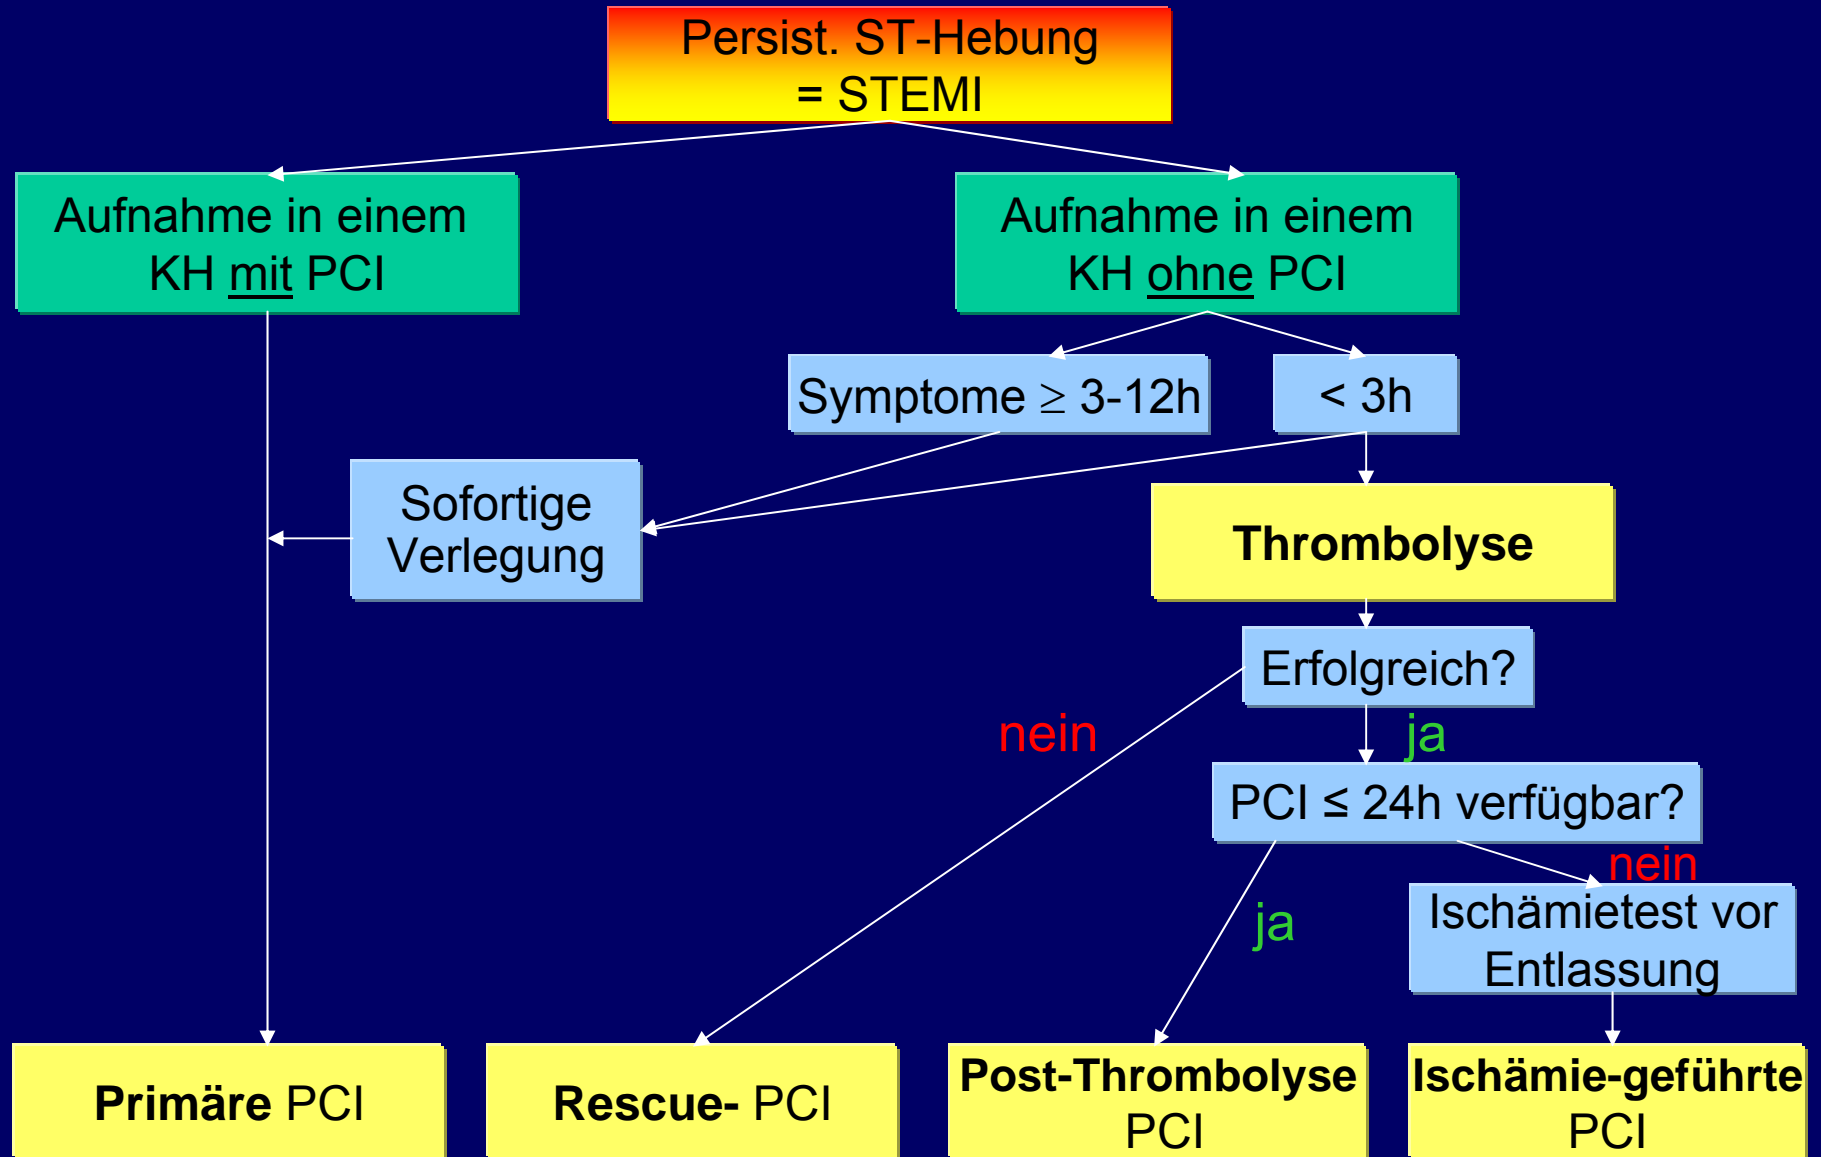 Persist. ST-Hebung
= STEMI
Aufnahme in einem
KH mit PCI
Aufnahme in einem
KH ohne PCI
Symptome ≥ 3-12h
< 3h
Sofortige
Verlegung
Thrombolyse
Erfolgreich?
nein
ja
PCI ≤ 24h verfügbar?
nein
ja
Ischämietest vor
Entlassung
Primäre PCI
Rescue- PCI
Post-Thrombolyse
PCI
Ischämie-geführte
PCI